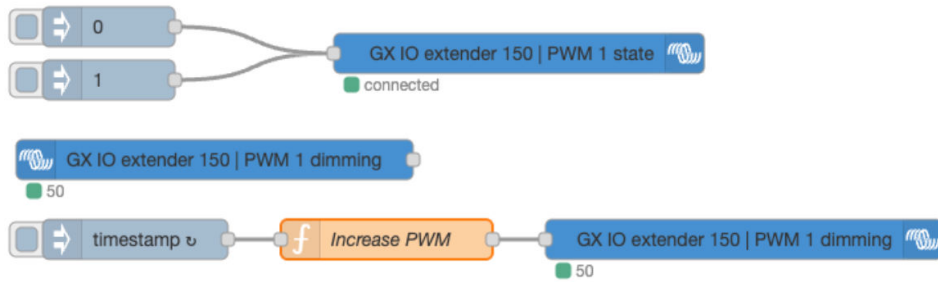 0
GX IO extender 150 | PWM 1 state
1
connected
GX IO extender 150 | PWM 1 dimming
50
timestamp ↻
Increase PWM
GX IO extender 150 | PWM 1 dimming
50